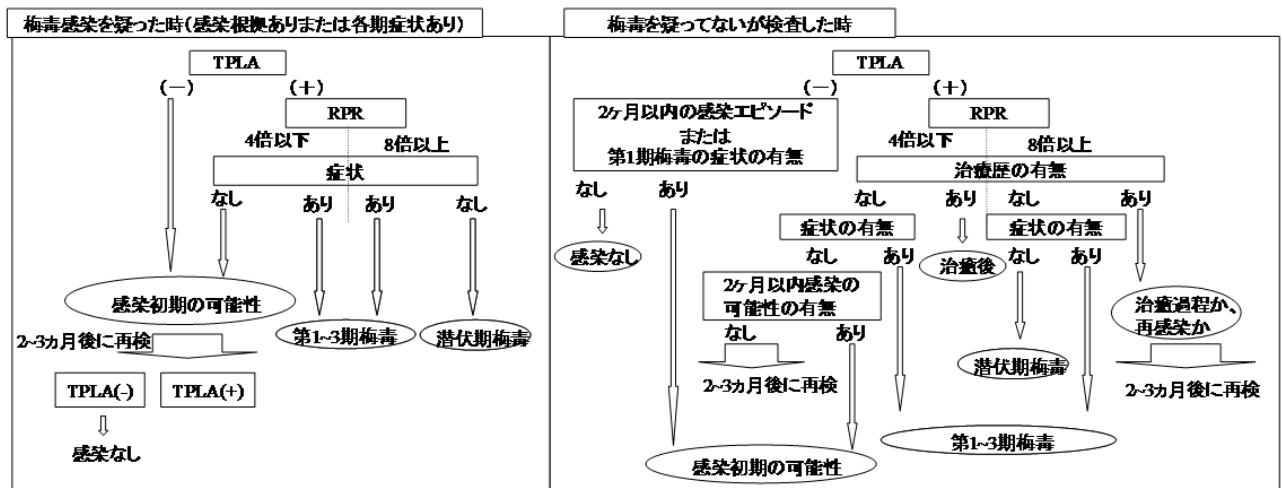 梅毒感染を疑った時(感染根拠ありまたは各期症状あり)
TPLA
(－)
(＋)
RPR
4倍以下
8倍以上
症状
なし
あり
あり
なし
感染初期の可能性
第1~3期梅毒
潜伏期梅毒
2~3カ月後に再検
TPLA(-)
TPLA(+)
感染なし
梅毒を疑ってないが検査した時
TPLA
(－)
(＋)
2ヶ月以内の感染エピソード
または
第1期梅毒の症状の有無
RPR
4倍以下
8倍以上
治療歴の有無
なし
あり
なし
あり
なし
あり
感染なし
症状の有無
症状の有無
なし
あり
治癒後
なし
あり
2ヶ月以内感染の
可能性の有無
治癒過程か、
再感染か
なし
あり
潜伏期梅毒
2~3カ月後に再検
2~3カ月後に再検
第1~3期梅毒
感染初期の可能性